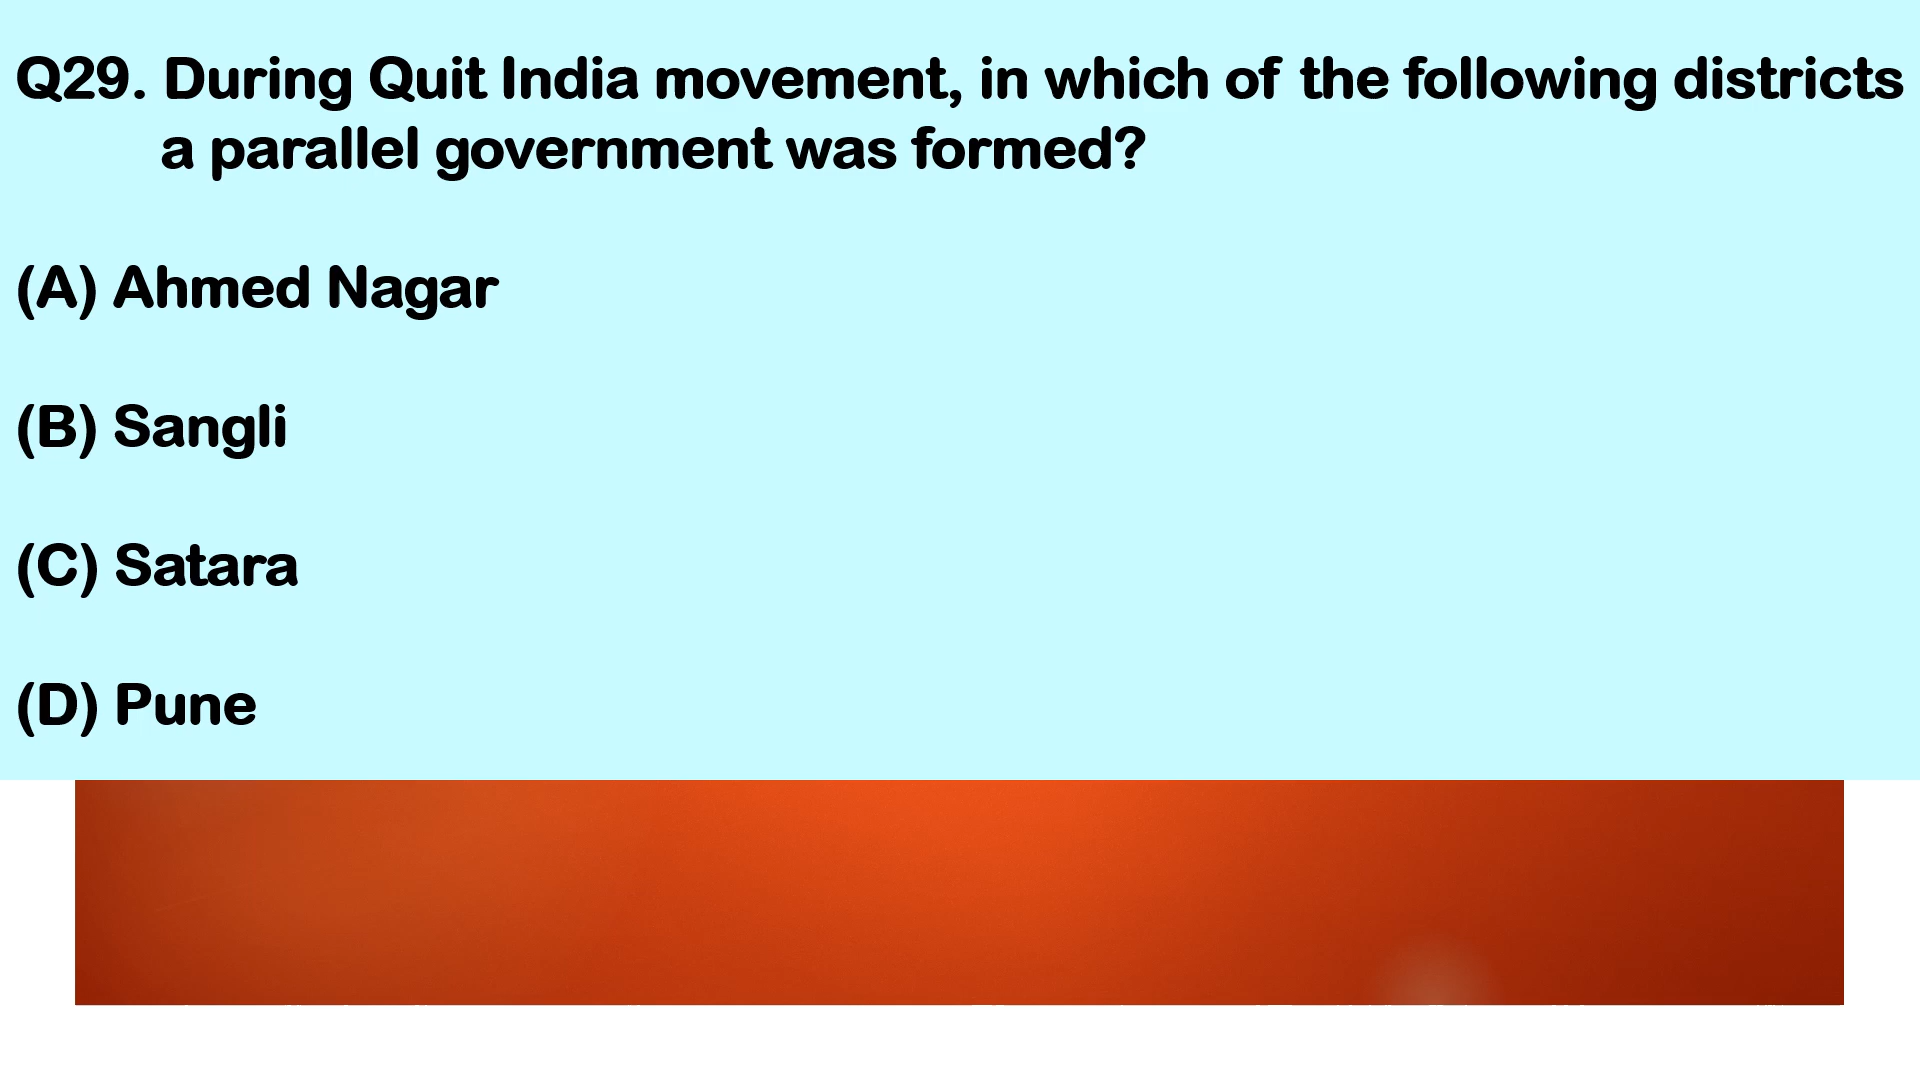 Q29. During Quit India movement, in which of the following districts
a parallel government was formed?
(A) Ahmed Nagar
(B) Sangli
(C) Satara
(D) Pune